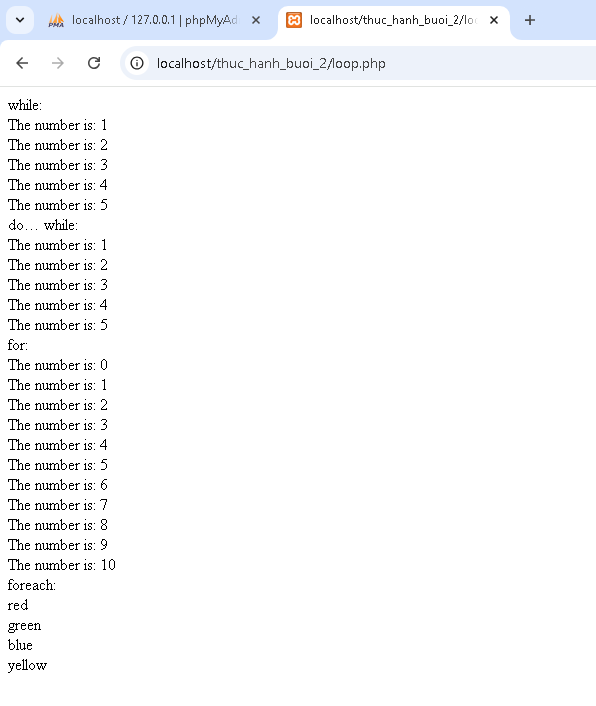 localhost / 127.0.0.1 | phpMyAd
localhost/thuc_hanh_buoi_2/loo
localhost/thuc_hanh_buoi_2/loop.php
while:
The number is: 1
The number is: 2
The number is: 3
The number is: 4
The number is: 5
do… while:
The number is: 1
The number is: 2
The number is: 3
The number is: 4
The number is: 5
for:
The number is: 0
The number is: 1
The number is: 2
The number is: 3
The number is: 4
The number is: 5
The number is: 6
The number is: 7
The number is: 8
The number is: 9
The number is: 10
foreach:
red
green
blue
yellow